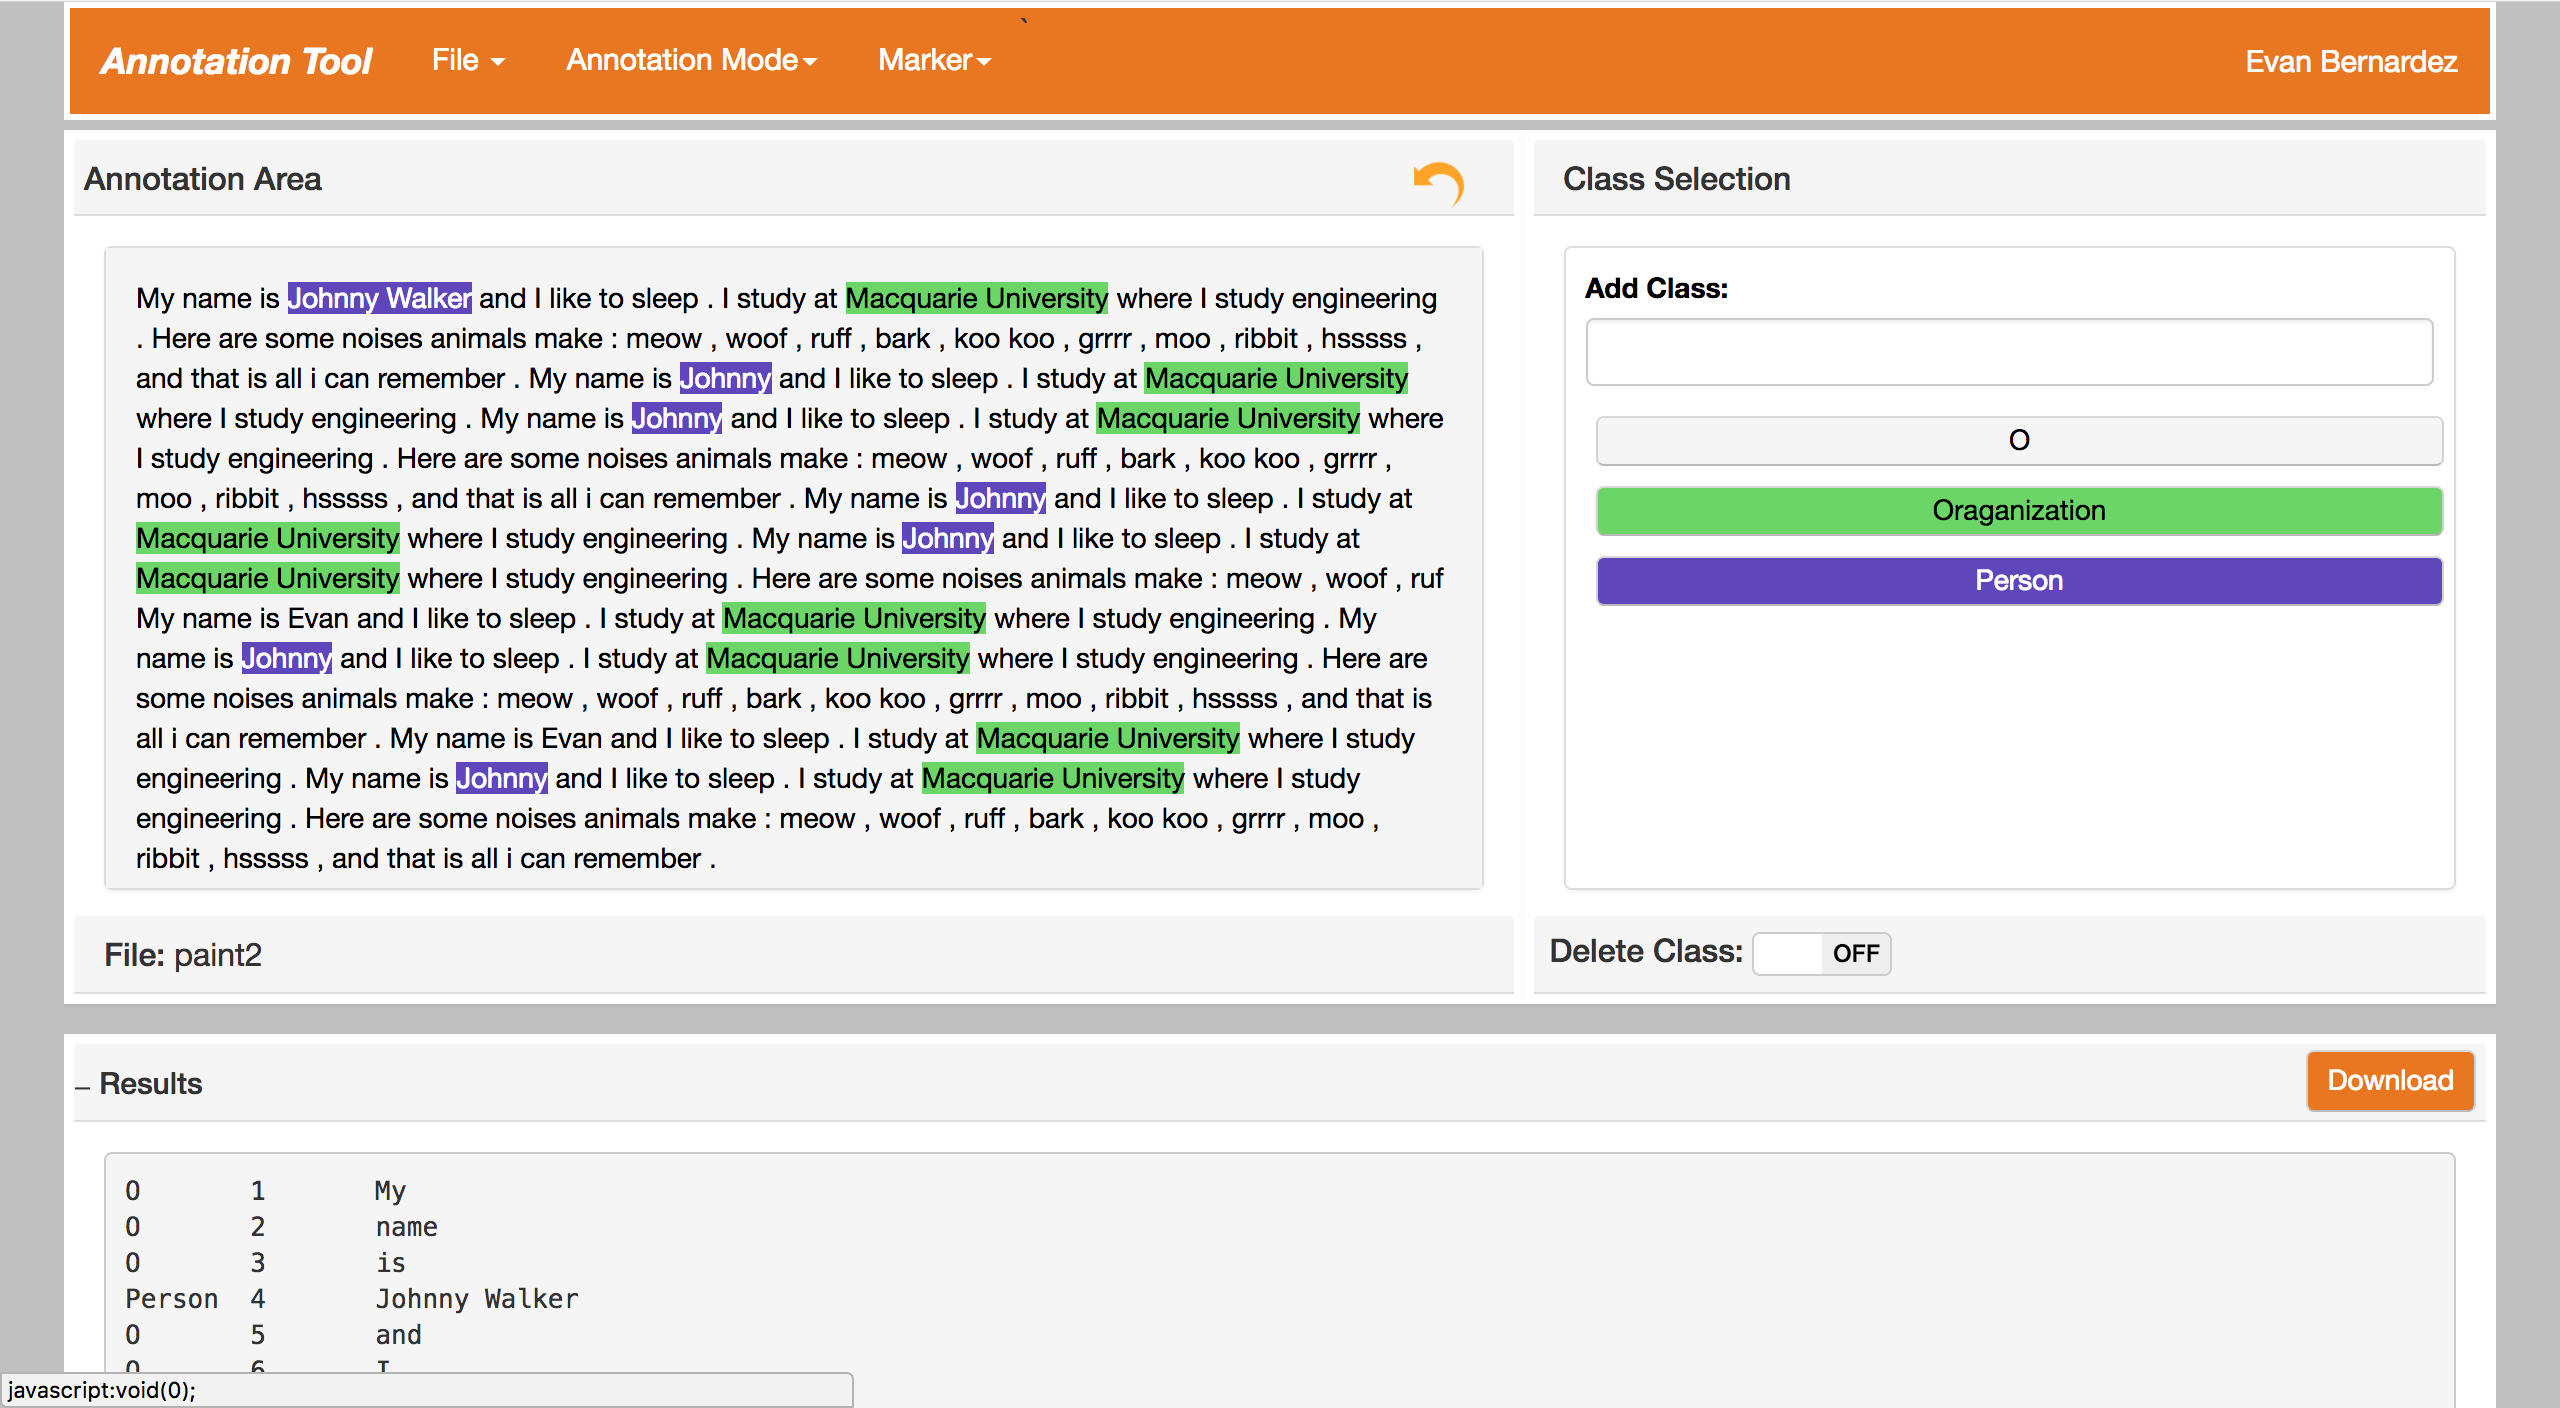 `
Annotation Tool File Annotation Mode Marker Evan Bernardez
Annotation Area
Class Selection
My name is Johnny Walker and I like to sleep . I study at Macquarie University where I study engineering
. Here are some noises animals make : meow , woof , ruff , bark , koo koo , grrrr , moo , ribbit , hsssss ,
and that is all i can remember . My name is Johnny and I like to sleep . I study at Macquarie University
where I study engineering . My name is Johnny and I like to sleep . I study at Macquarie University where
I study engineering . Here are some noises animals make : meow , woof , ruff , bark , koo koo , grrrr ,
moo , ribbit , hsssss , and that is all i can remember . My name is Johnny and I like to sleep . I study at
Macquarie University where I study engineering . My name is Johnny and I like to sleep . I study at
Macquarie University where I study engineering . Here are some noises animals make : meow , woof , ruf
My name is Evan and I like to sleep . I study at Macquarie University where I study engineering . My
name is Johnny and I like to sleep . I study at Macquarie University where I study engineering . Here are
some noises animals make : meow , woof , ruff , bark , koo koo , grrrr , moo , ribbit , hsssss , and that is
all i can remember . My name is Evan and I like to sleep . I study at Macquarie University where I study
engineering . My name is Johnny and I like to sleep . I study at Macquarie University where I study
engineering . Here are some noises animals make : meow , woof , ruff , bark , koo koo , grrrr , moo ,
ribbit , hsssss , and that is all i can remember .
Add Class:
O
Oraganization
Person
File: paint2
Delete Class: OFF
– Results
Download
O 1 My
O 2 name
O 3 is
Person 4 Johnny Walker
O 5 and
O 6 I
javascript:void(0);